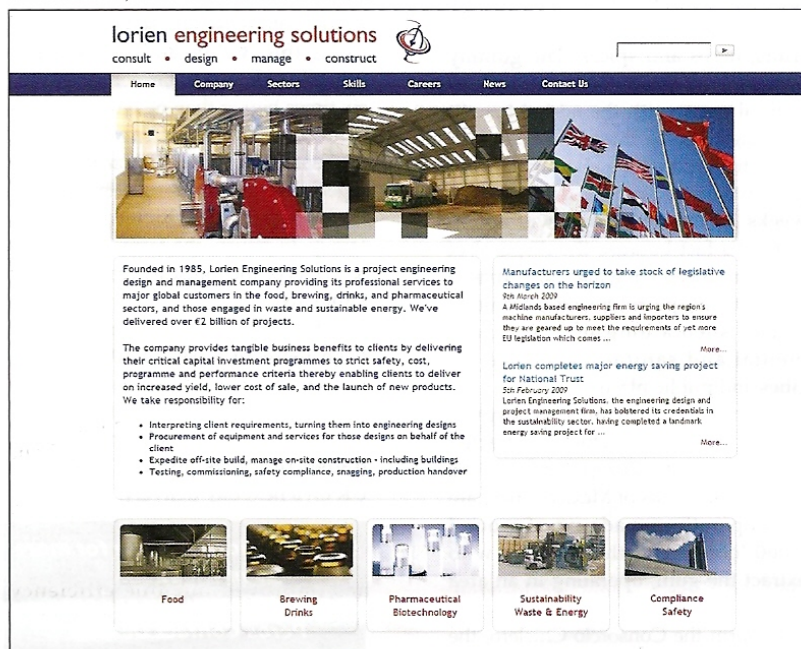 lorien engineering solutions
consult • design • manage • construct
Home Company Sectors Skills Careers News Contact Us
Founded in 1985, Lorien Engineering Solutions is a project engineering
design and management company providing its professional services to
major global customers in the food, brewing, drinks, and pharmaceutical
sectors, and those engaged in waste and sustainable energy. We've
delivered over €2 billion of projects.
The company provides tangible business benefits to clients by delivering
their critical capital investment programmes to strict safety, cost,
programme and performance criteria thereby enabling clients to deliver
on increased yield, lower cost of sale, and the launch of new products.
We take responsibility for:
• Interpreting client requirements, turning them into engineering designs
• Procurement of equipment and services for those designs on behalf of the
client
• Expedite off-site build, manage on-site construction - including buildings
• Testing, commissioning, safety compliance, snagging, production handover
Manufacturers urged to take stock of legislative
changes on the horizon
9th March 2009
A Midlands based engineering firm is urging the region's
machine manufacturers, suppliers and importers to ensure
they are geared up to meet the requirements of yet more
EU legislation which comes ...
More...
Lorien completes major energy saving project
for National Trust
5th February 2009
Lorien Engineering Solutions, the engineering design and
project management firm, has bolstered its credentials in
the sustainability sector, having completed a landmark
energy saving project for ...
More...
Food
Brewing
Drinks
Pharmaceutical
Biotechnology
Sustainability
Waste & Energy
Compliance
Safety